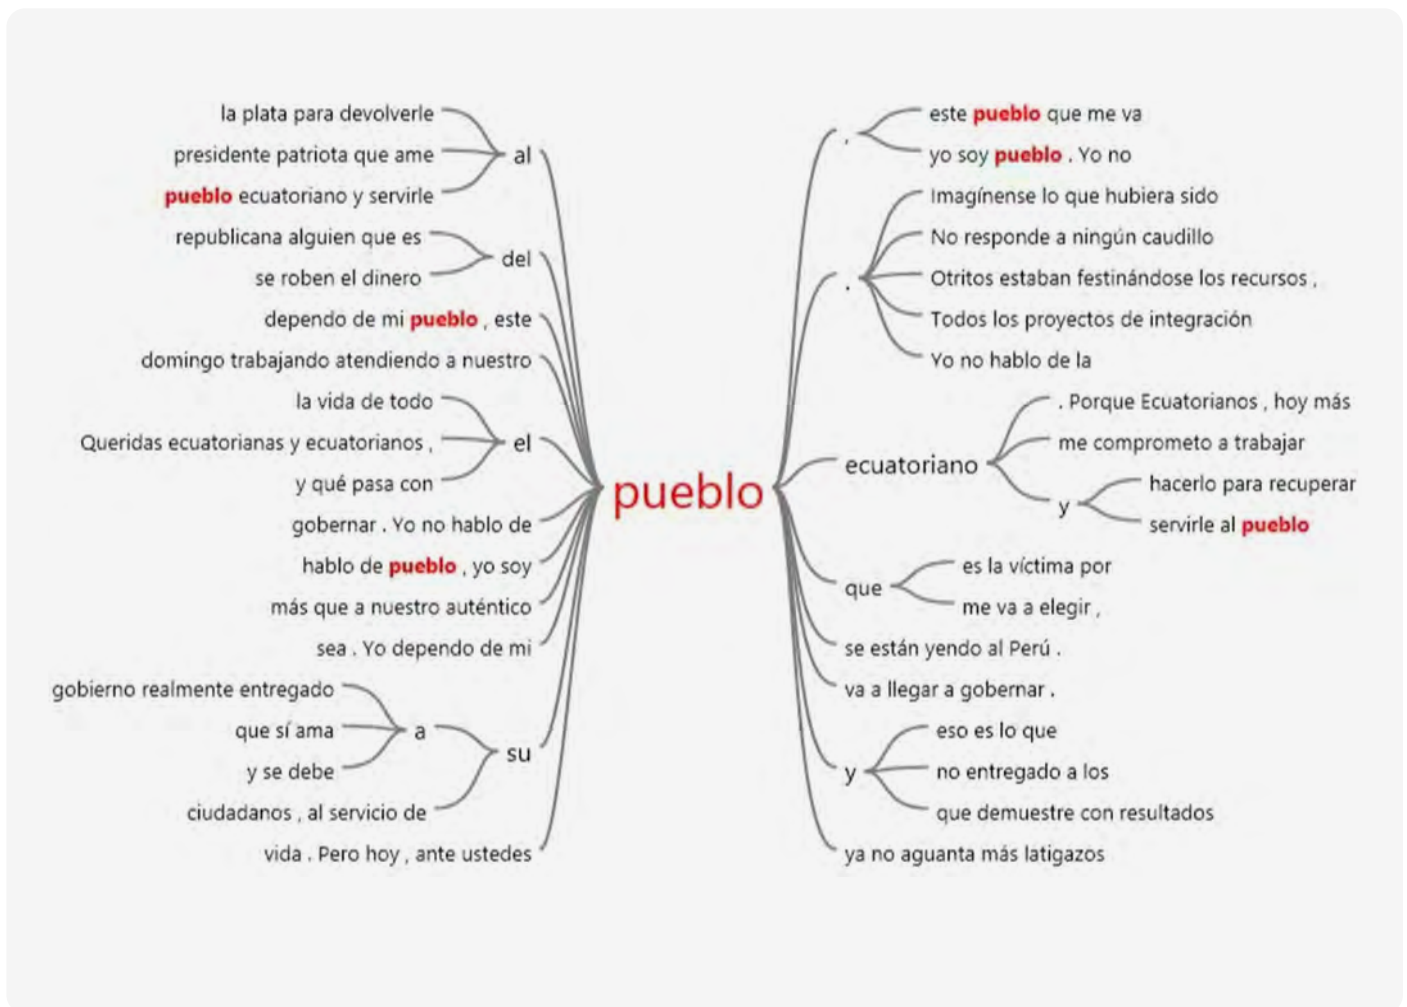 la plata para devolverle
presidente patriota que ame
pueblo ecuatoriano y servirle
al
republicana alguien que es
se roben el dinero
del
dependo de mi pueblo , este
domingo trabajando atendiendo a nuestro
la vida de todo
Queridas ecuatorianas y ecuatorianos ,
y qué pasa con
el
gobernar . Yo no hablo de
hablo de pueblo , yo soy
más que a nuestro auténtico
sea . Yo dependo de mi
gobierno realmente entregado
que sí ama
y se debe
a
ciudadanos , al servicio de
su
vida . Pero hoy , ante ustedes
pueblo
,
este pueblo que me va
yo soy pueblo . Yo no
.
Imagínense lo que hubiera sido
No responde a ningún caudillo
Otritos estaban festinándose los recursos ,
Todos los proyectos de integración
Yo no hablo de la
ecuatoriano
. Porque Ecuatorianos , hoy más
me comprometo a trabajar
y
hacerlo para recuperar
servirle al pueblo
que
es la víctima por
me va a elegir ,
se están yendo al Perú .
va a llegar a gobernar .
y
eso es lo que
no entregado a los
que demuestre con resultados
ya no aguanta más latigazos